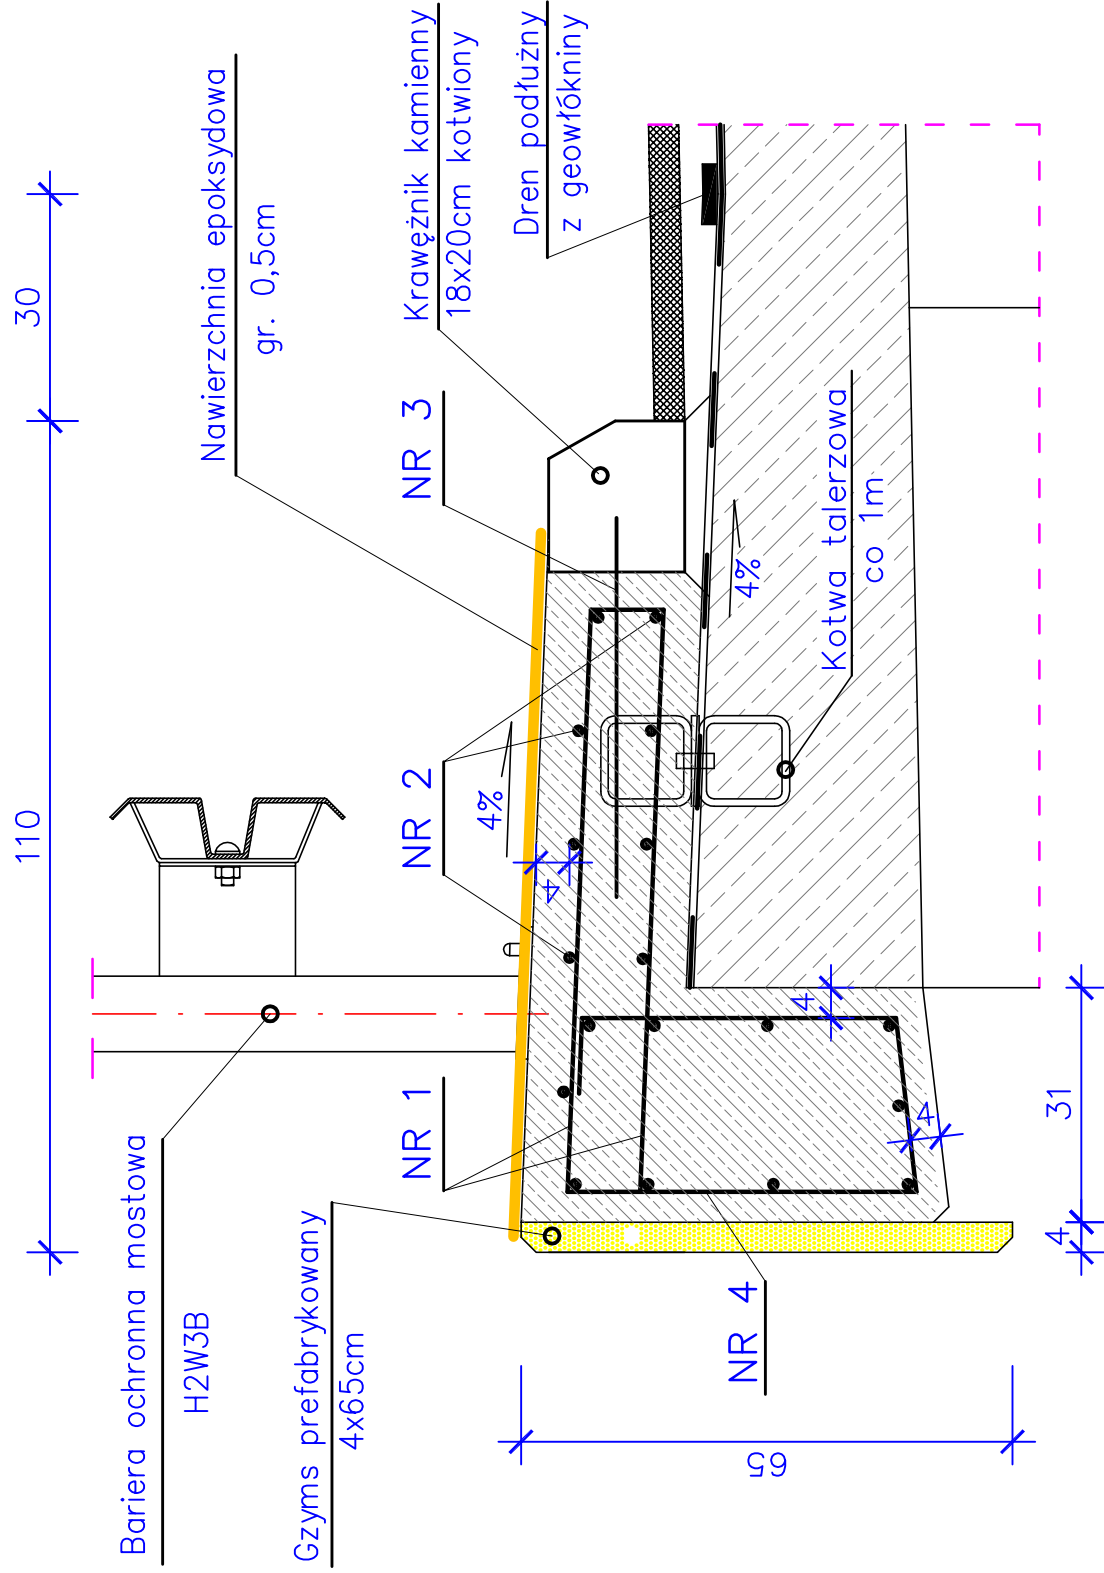 Bariera ochronna mostowa
H2W3B
Gzyms prefabrykowany
4x65cm
Nawierzchnia epoksydowa
gr. 0,5cm
Krawężnik kamienny
18x20cm kotwiony
Dren podłużny
z geowłókniny
110
30
NR 1
NR 2
NR 3
NR 4
4%
4
4%
Kotwa talerzowa
co 1m
4
4
65
4
31